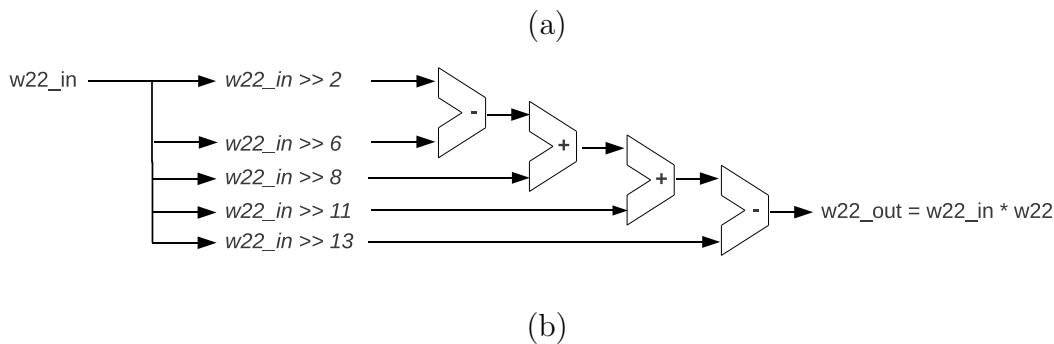 (a)
w22_in
w22_in >> 2
-
w22_in >> 6
+
w22_in >> 8
+
w22_in >> 11
-
w22_out = w22_in * w22
w22_in >> 13
(b)